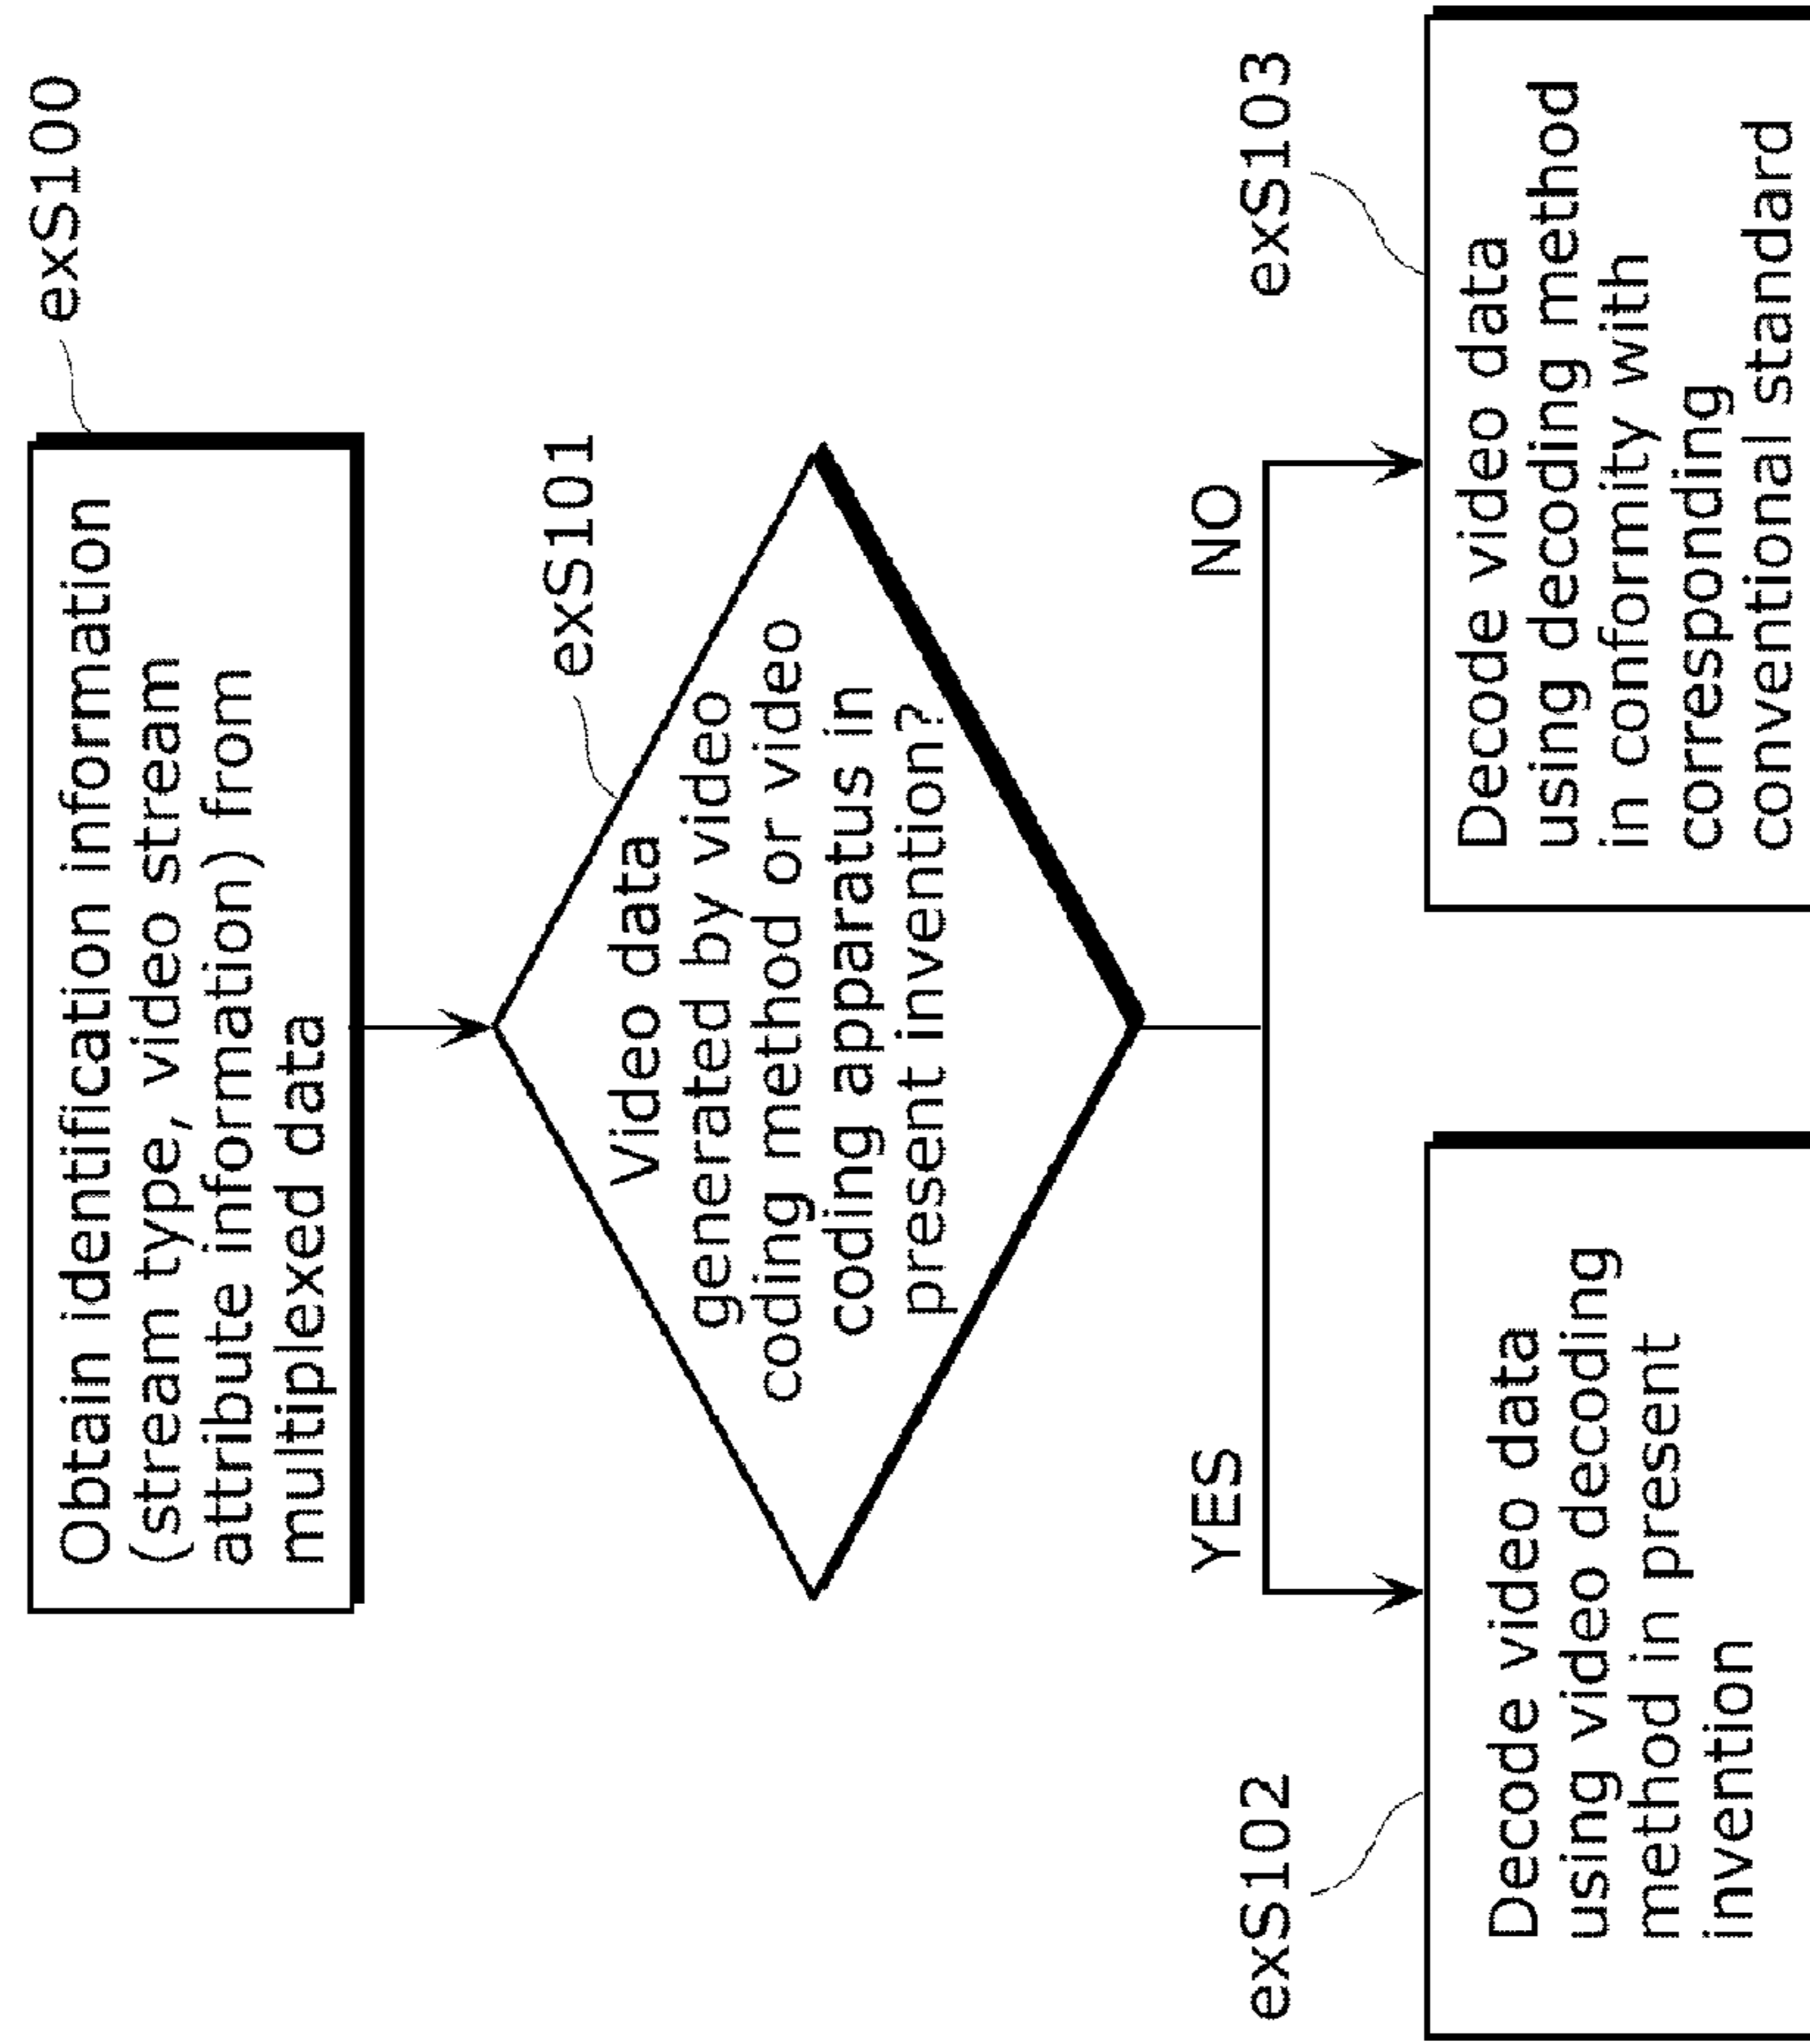 exS100
Obtain identification information
(stream type, video stream
attribute information) from
multiplexed data
exS101
Video data
generated by video
coding method or video
coding apparatus in
present invention?
YES
NO
exS102
Decode video data
using video decoding
method in present
invention
exS103
Decode video data
using decoding method
in conformity with
corresponding
conventional standard